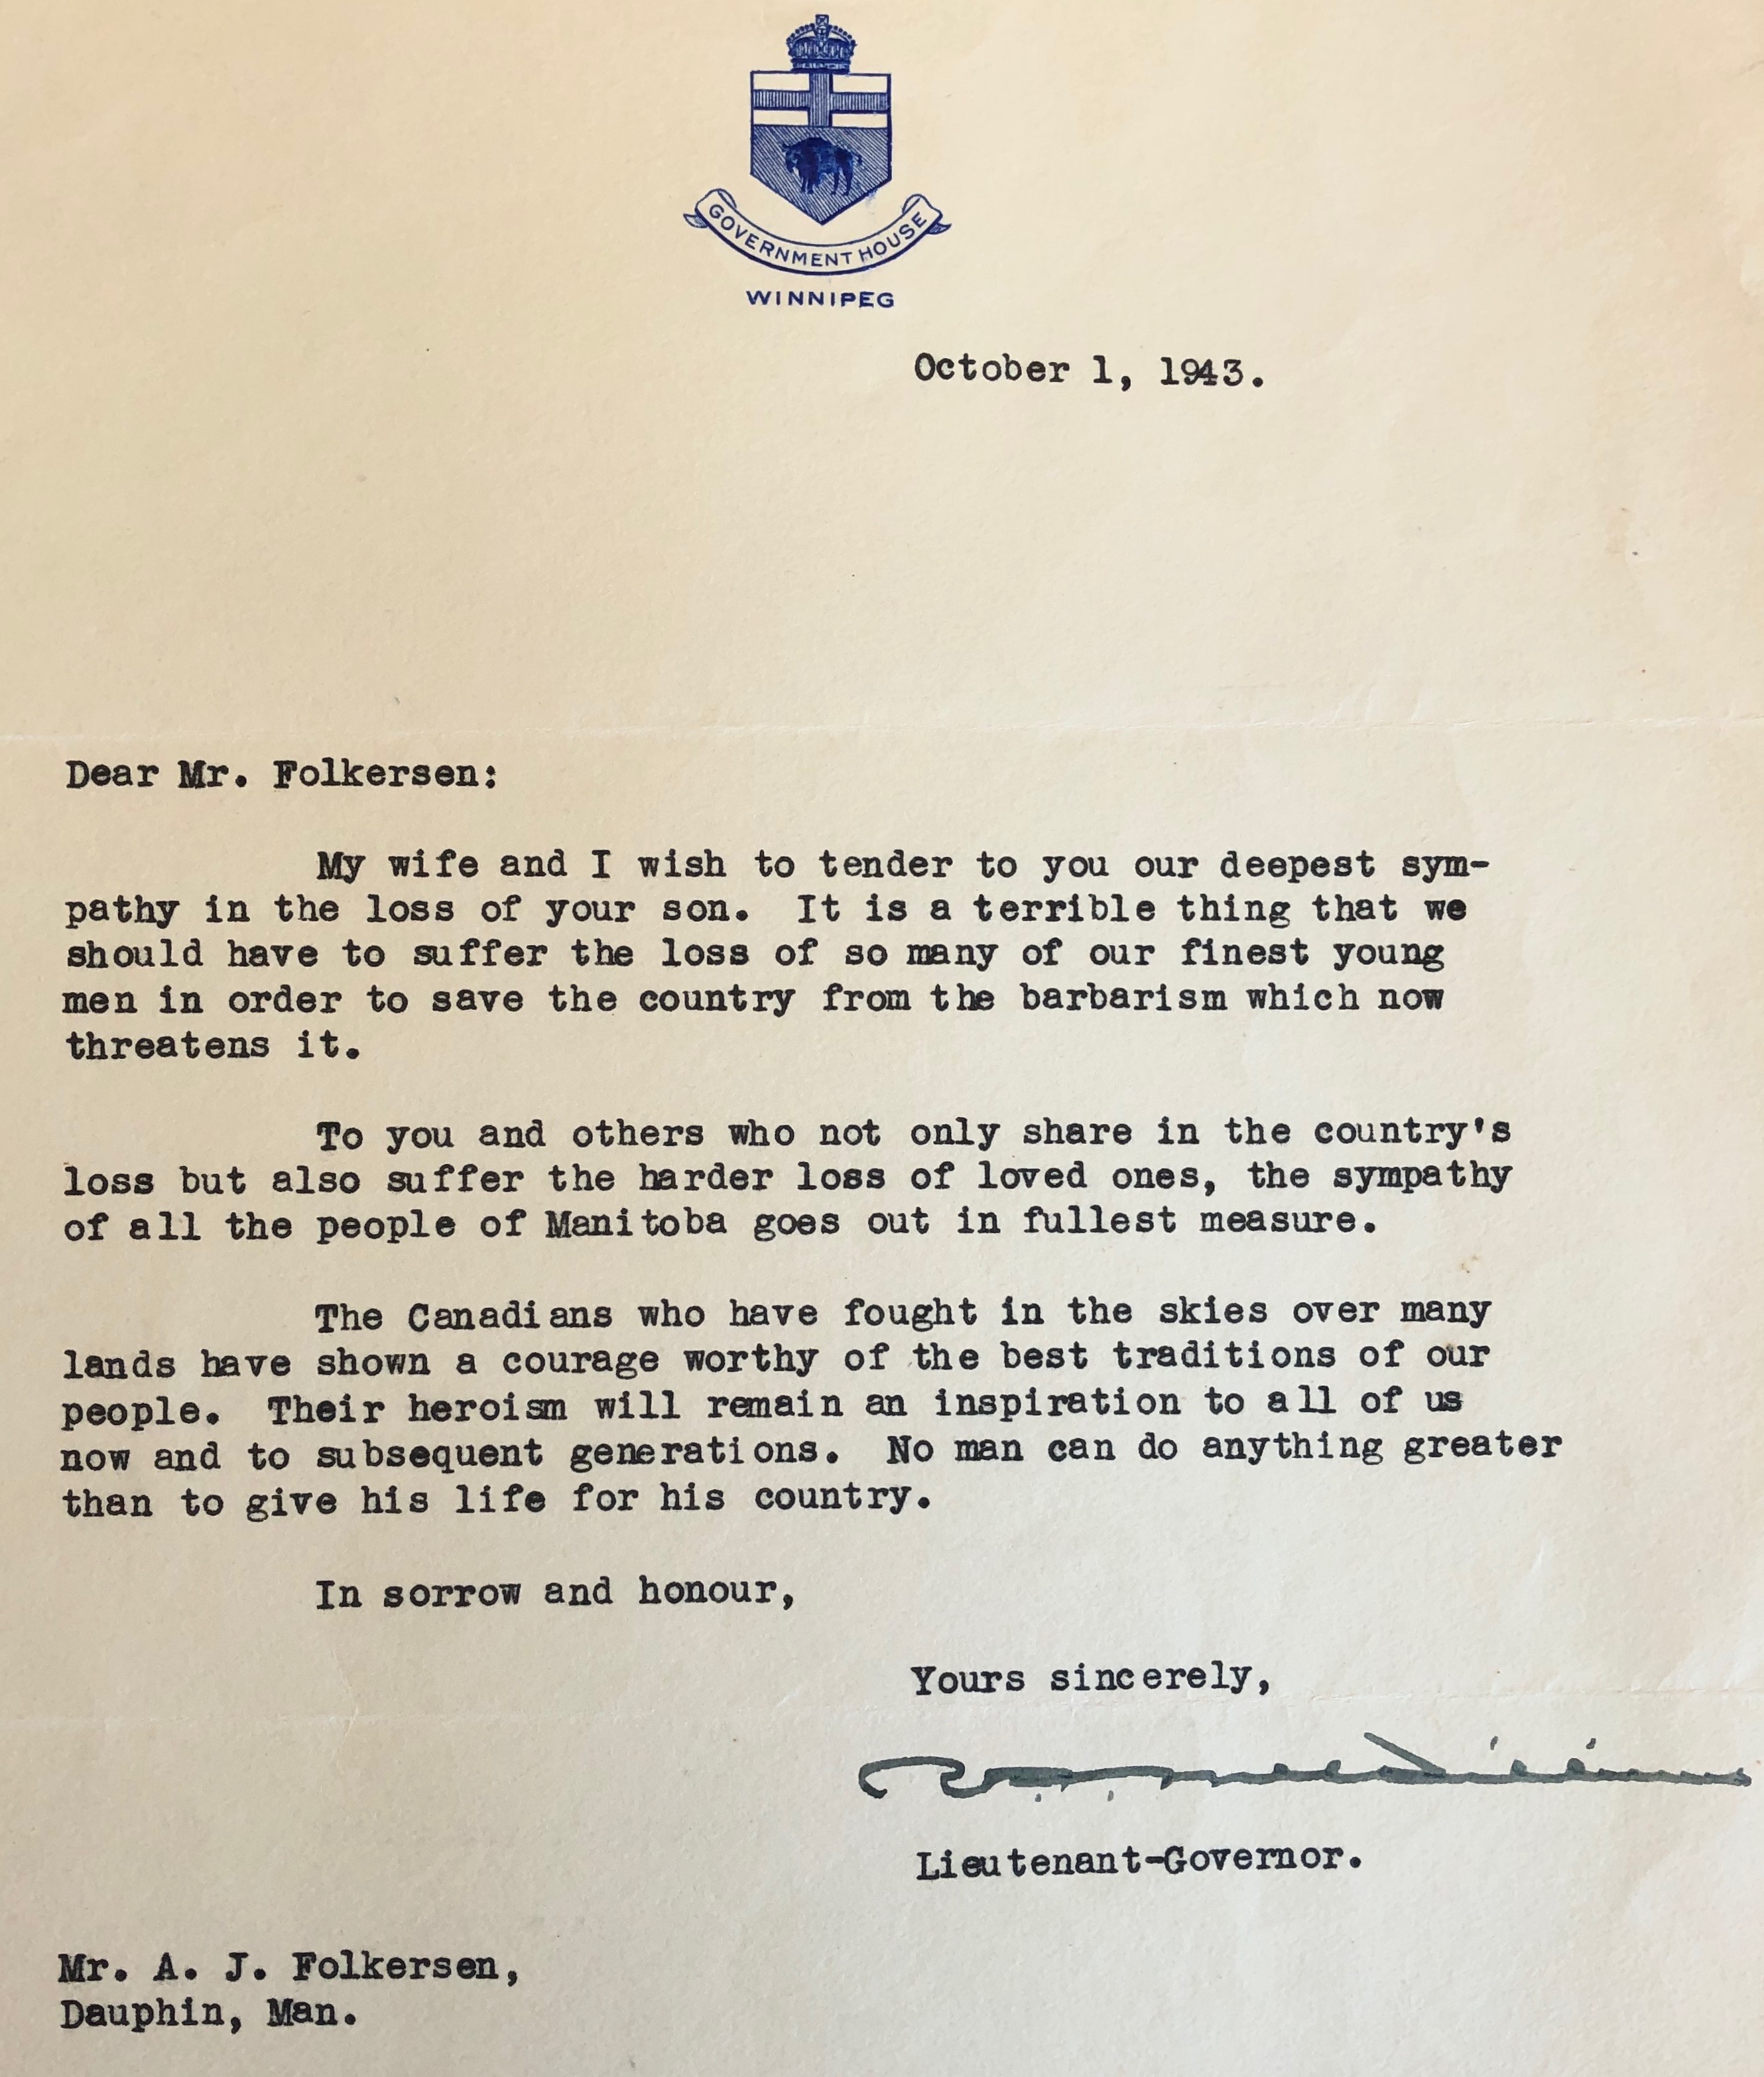 GOVERNMENT HOUSE
WINNIPEG
October 1, 1943.
Dear Mr. Folkersen:
My wife and I wish to tender to you our deepest sym-
pathy in the loss of your son. It is a terrible thing that we
should have to suffer the loss of so many of our finest young
men in order to save the country from the barbarism which now
threatens it.
To you and others who not only share in the country's
loss but also suffer the harder loss of loved ones, the sympathy
of all the people of Manitoba goes out in fullest measure.
The Canadians who have fought in the skies over many
lands have shown a courage worthy of the best traditions of our
people. Their heroism will remain an inspiration to all of us
now and to subsequent generations. No man can do anything greater
than to give his life for his country.
In sorrow and honour,
Yours sincerely,
Lieutenant-Governor.
Mr. A. J. Folkersen,
Dauphin, Man.